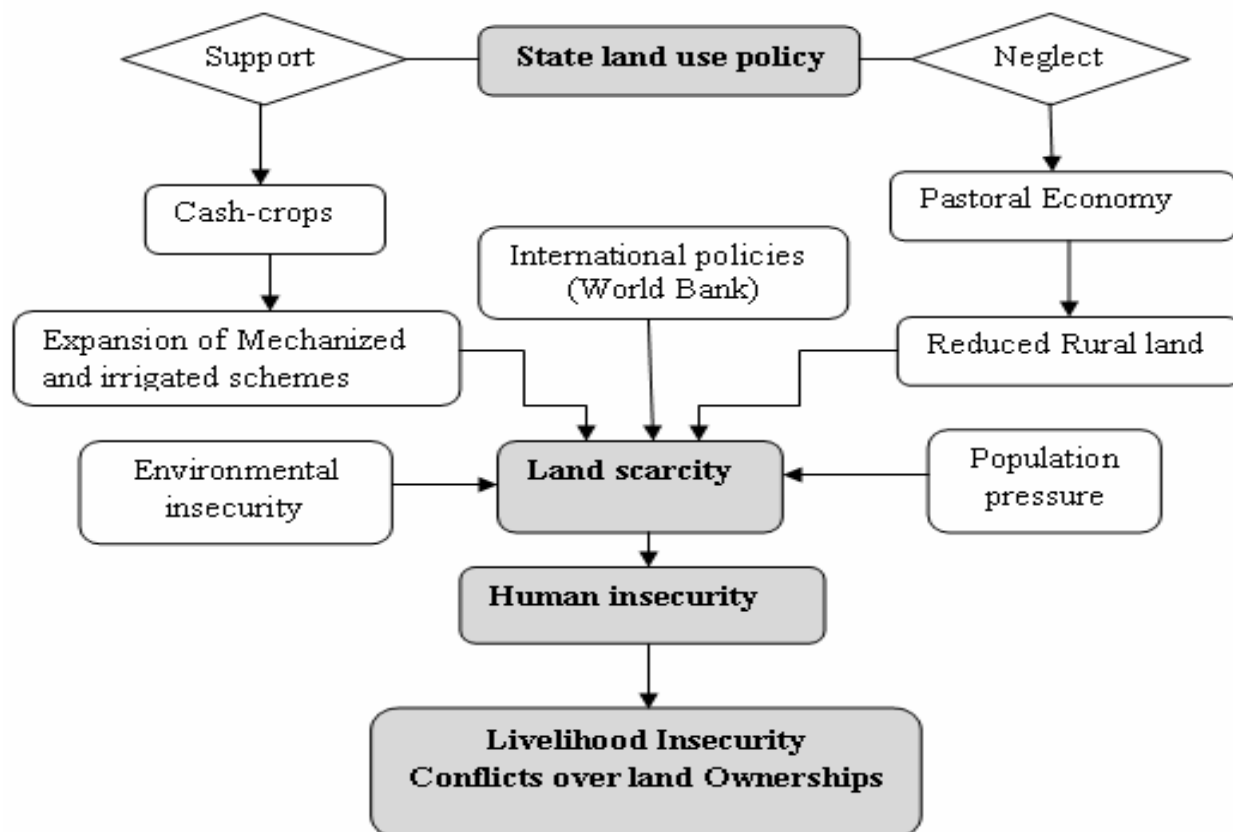 Support
State land use policy
Neglect
Cash-crops
Pastoral Economy
International policies
(World Bank)
Expansion of Mechanized
and irrigated schemes
Reduced Rural land
Environmental
insecurity
Land scarcity
Population
pressure
Human insecurity
Livelihood Insecurity
Conflicts over land Ownerships